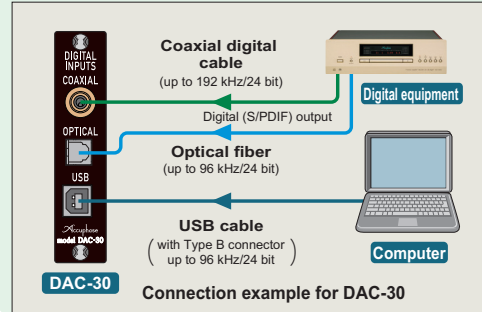 DIGITAL
INPUTS
COAXIAL
OPTICAL
USB
Accuphase
model DAC-30
DAC-30
Coaxial digital
cable
(up to 192 kHz/24 bit)
Digital (S/PDIF) output
Optical fiber
(up to 96 kHz/24 bit)
USB cable
(with Type B connector
up to 96 kHz/24 bit)
Digital equipment
Computer
Connection example for DAC-30